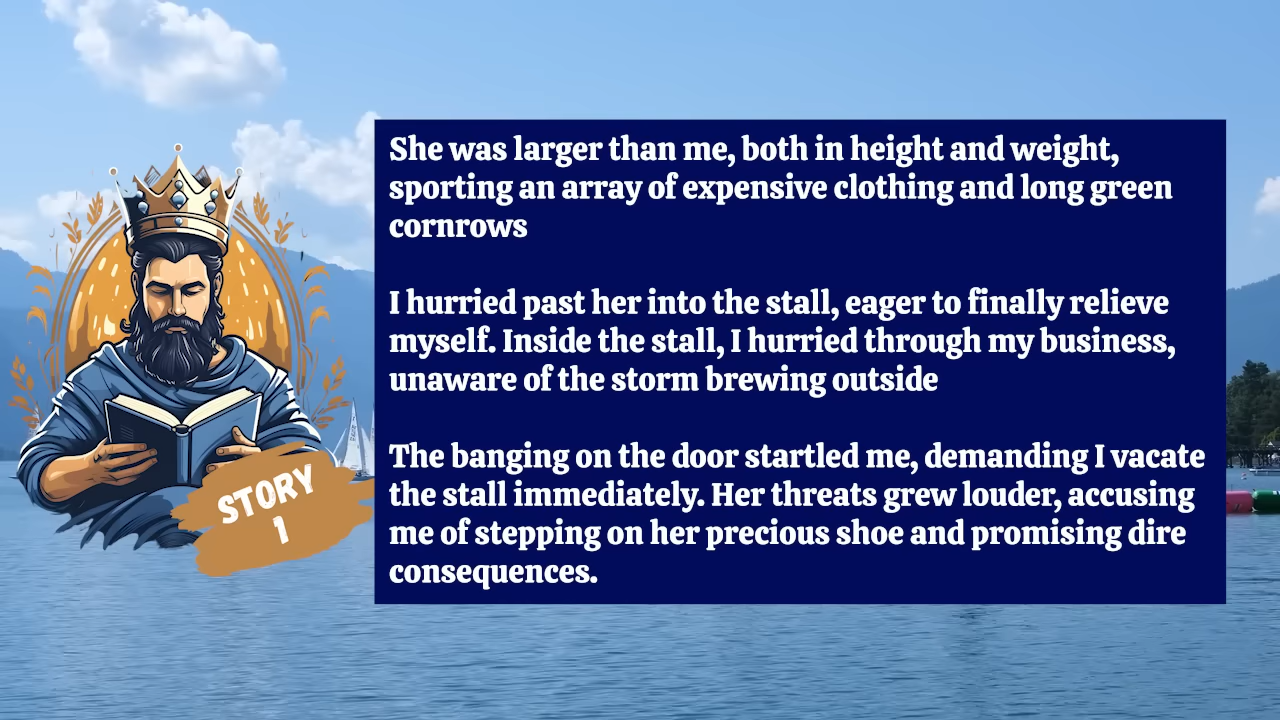 She was larger than me, both in height and weight,
sporting an array of expensive clothing and long green
cornrows
I hurried past her into the stall, eager to finally relieve
myself. Inside the stall, I hurried through my business,
unaware of the storm brewing outside
The banging on the door startled me, demanding I vacate
the stall immediately. Her threats grew louder, accusing
me of stepping on her precious shoe and promising dire
consequences.
STORY
1